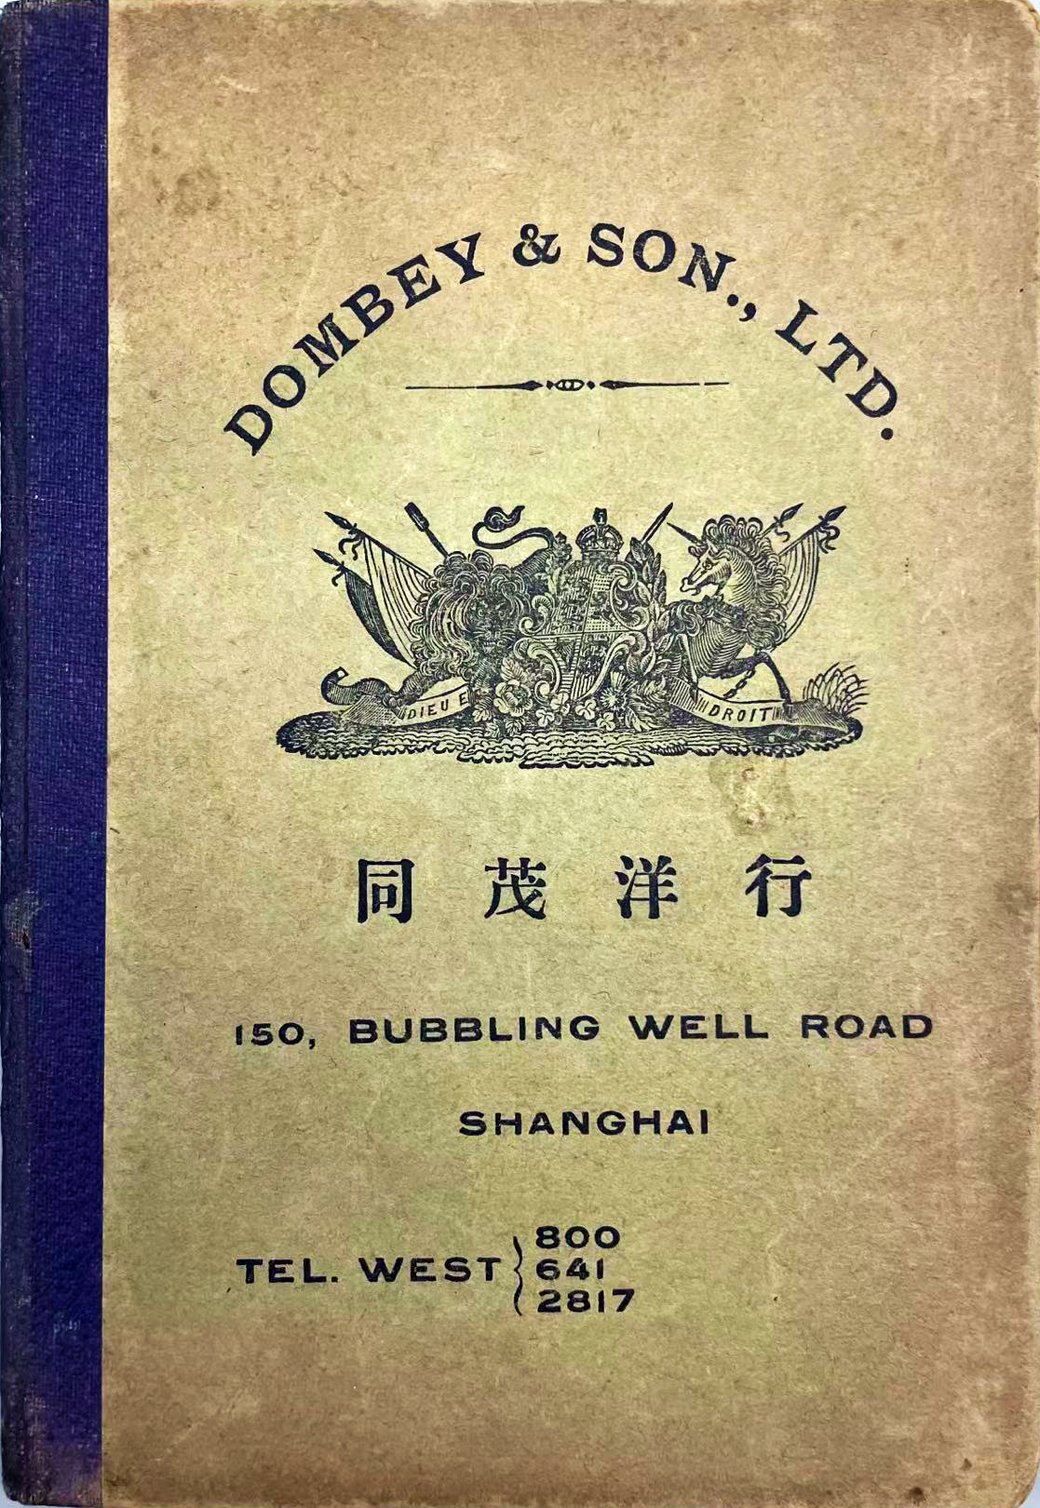 DOMBEY & SON., LTD.
DIEU E DROIT
同茂洋行
150, BUBBLING WELL ROAD
SHANGHAI
800
TEL. WEST 641
2817